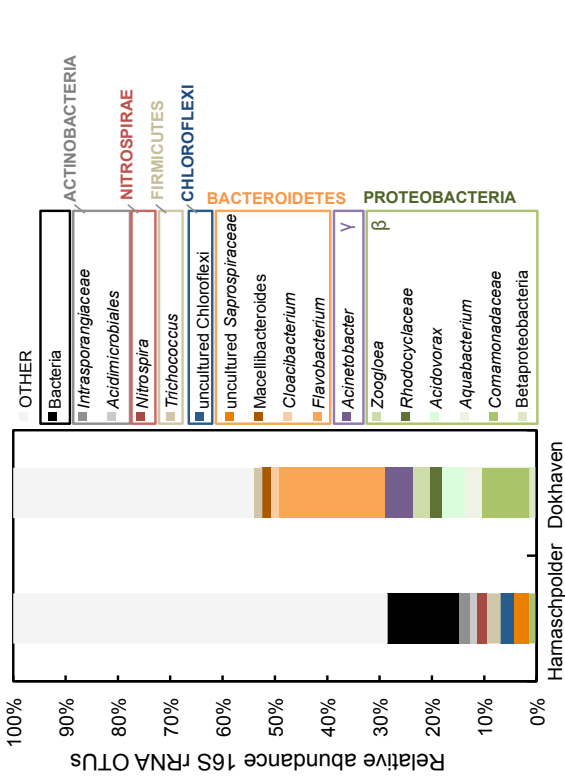 Relative abundance 16S rRNA OTUs
100%
90%
80%
70%
60%
50%
40%
30%
20%
10%
0%
Harnaschpolder
Dokhaven
OTHER
Bacteria
Intrasporangiaceae
Acidimicrobiales
Nitrospira
Trichococcus
uncultured Chloroflexi
uncultured Saprospiraceae
Macellibacteroides
Cloacibacterium
Flavobacterium
Acinetobacter
γ
Zoogloea
β
Rhodocyclaceae
Acidovorax
Aquabacterium
Comamonadaceae
Betaproteobacteria
ACTINOBACTERIA
NITROSPIRAE
FIRMICUTES
CHLOROFLEXI
BACTEROIDETES
PROTEOBACTERIA